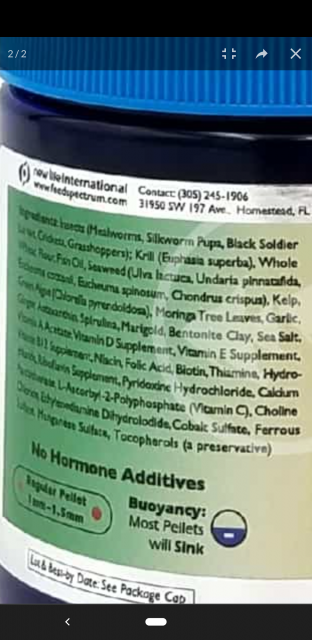 2/2
new life International
www.feedspectrum.com
Contact: (305) 245-1906
31950 SW 197 Ave., Homestead, FL
Ingredients: Insects (Mealworms, Silkworm Pupa, Black Soldier
Crickets, Grasshoppers); Krill (Euphasia superba), Whole
Wheat Flour, Fish Oil, Seaweed (Ulva lactuca, Undaria pinnatafida,
Eucheuma cottonii, Eucheuma spinosum, Chondrus crispus), Kelp,
Green Algae (Chlorella pyrendoidosa), Moringa Tree Leaves, Garlic,
Ginger, Astaxanthin, Spirulina, Marigold, Bentonite Clay, Sea Salt,
Vitamin A Acetate, Vitamin D Supplement, Vitamin E Supplement,
Supplement, Niacin, Folic Acid, Biotin, Thiamine, Hydro-
Riboflavin Supplement, Pyridoxine Hydrochloride, Calcium
L-Ascorbyl-2-Polyphosphate (Vitamin C), Choline
Chloride, Ethylenediamine Dihydroiodide, Cobalt Sulfate, Ferrous
Sulfate, Manganese Sulfate, Tocopherols (a preservative)
No Hormone Additives
Regular Pellet
1mm-1.5mm
Buoyancy:
Most Pellets
will Sink
Lot & Best-by Date: See Package Cap